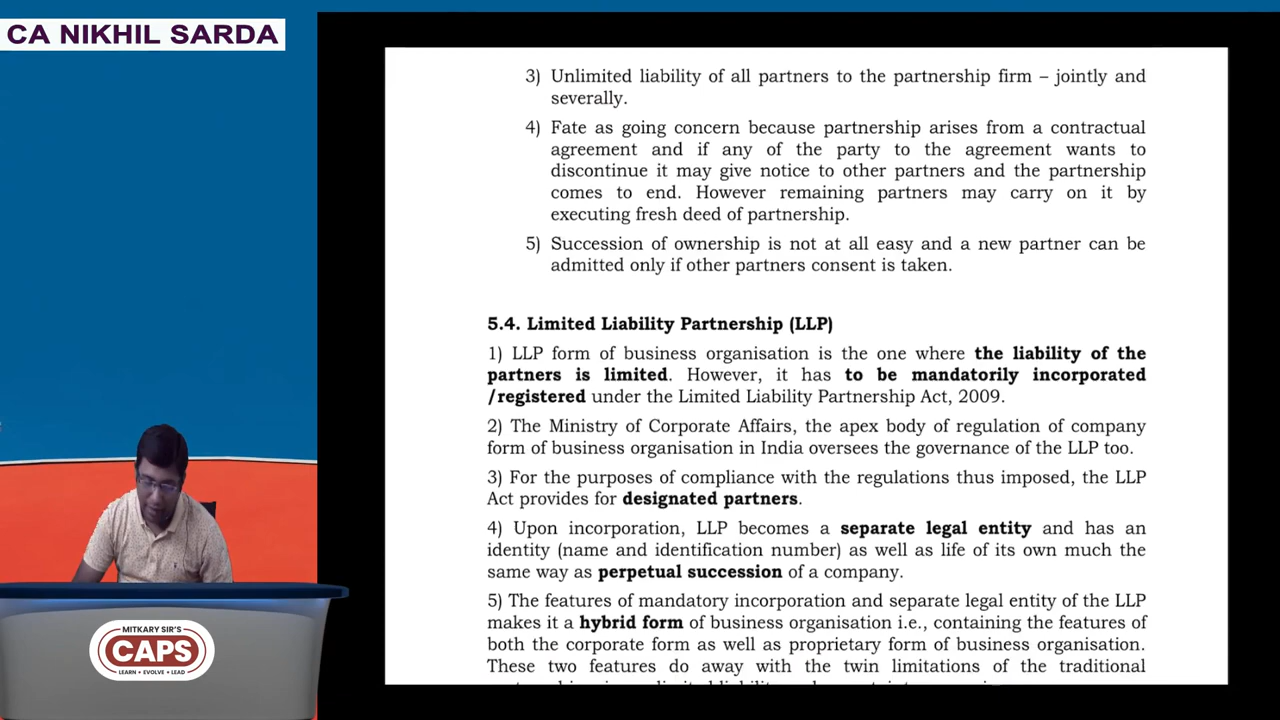 CA NIKHIL SARDA
3) Unlimited liability of all partners to the partnership firm – jointly and
severally.
4) Fate as going concern because partnership arises from a contractual
agreement and if any of the party to the agreement wants to
discontinue it may give notice to other partners and the partnership
comes to end. However remaining partners may carry on it by
executing fresh deed of partnership.
5) Succession of ownership is not at all easy and a new partner can be
admitted only if other partners consent is taken.
5.4. Limited Liability Partnership (LLP)
1) LLP form of business organisation is the one where the liability of the
partners is limited. However, it has to be mandatorily incorporated
/registered under the Limited Liability Partnership Act, 2009.
2) The Ministry of Corporate Affairs, the apex body of regulation of company
form of business organisation in India oversees the governance of the LLP too.
3) For the purposes of compliance with the regulations thus imposed, the LLP
Act provides for designated partners.
4) Upon incorporation, LLP becomes a separate legal entity and has an
identity (name and identification number) as well as life of its own much the
same way as perpetual succession of a company.
5) The features of mandatory incorporation and separate legal entity of the LLP
makes it a hybrid form of business organisation i.e., containing the features of
both the corporate form as well as proprietary form of business organisation.
These two features do away with the twin limitations of the traditional
MITKARY SIR'S
CAPS
LEARN • EVOLVE • LEAD